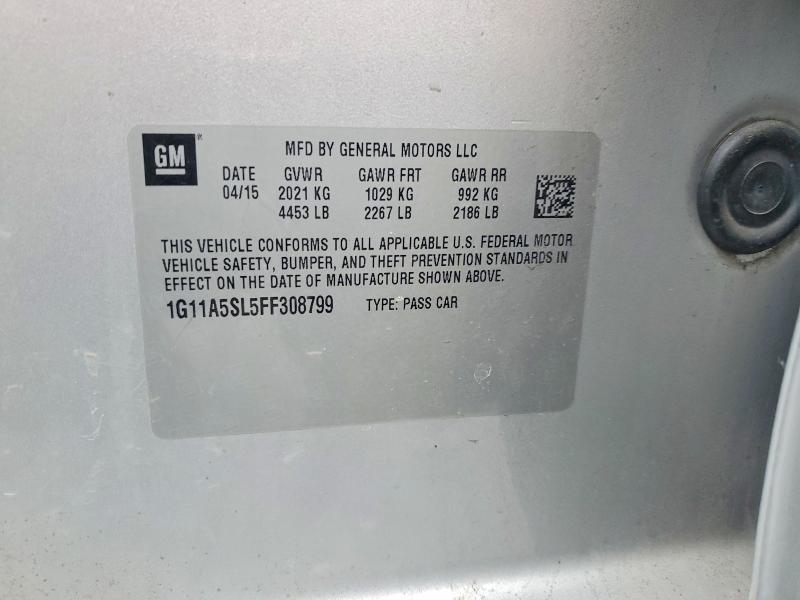 GM ® MFD BY GENERAL MOTORS LLC
DATE GVWR GAWR FRT GAWR RR
04/15 2021 KG 1029 KG 992 KG
4453 LB 2267 LB 2186 LB
THIS VEHICLE CONFORMS TO ALL APPLICABLE U.S. FEDERAL MOTOR
VEHICLE SAFETY, BUMPER, AND THEFT PREVENTION STANDARDS IN
EFFECT ON THE DATE OF MANUFACTURE SHOWN ABOVE.
1G11A5SL5FF308799 TYPE: PASS CAR